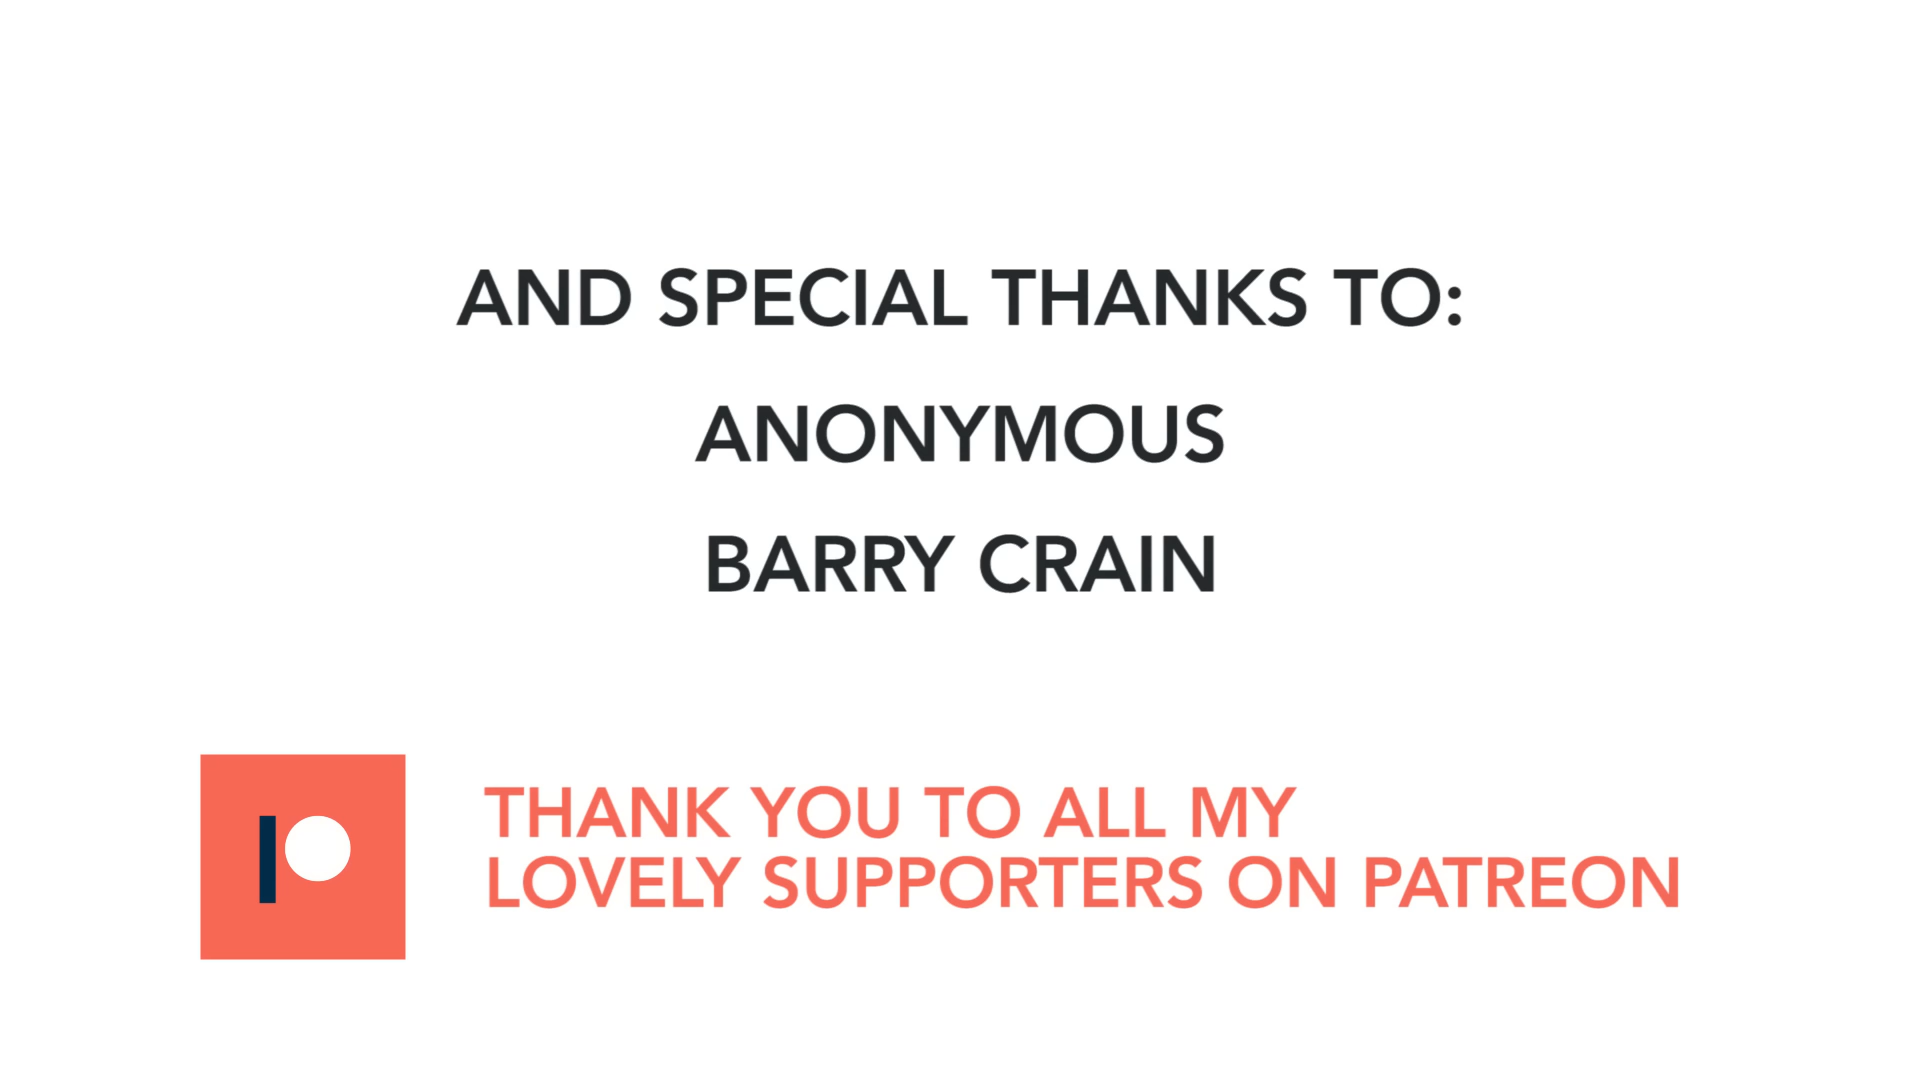 AND SPECIAL THANKS TO:
ANONYMOUS
BARRY CRAIN
THANK YOU TO ALL MY
LOVELY SUPPORTERS ON PATREON